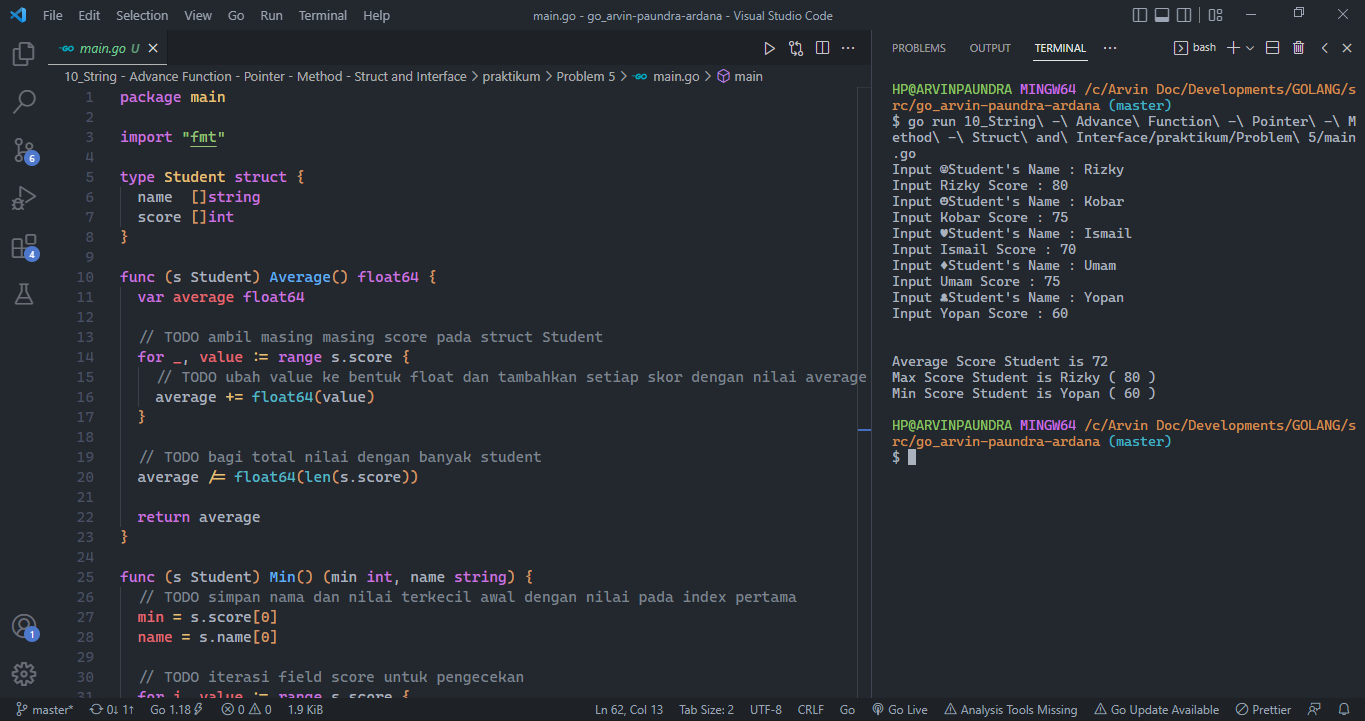 File Edit Selection View Go Run Terminal Help
main.go - go_arvin-paundra-ardana - Visual Studio Code
GO main.go U
10_String - Advance Function - Pointer - Method - Struct and Interface > praktikum > Problem 5 > GO main.go > main
1 package main
2
3 import "fmt"
4
5 type Student struct {
6 name []string
7 score []int
8 }
9
10 func (s Student) Average() float64 {
11 var average float64
12
13 // TODO ambil masing masing score pada struct Student
14 for _, value := range s.score {
15 // TODO ubah value ke bentuk float dan tambahkan setiap skor dengan nilai average
16 average += float64(value)
17 }
18
19 // TODO bagi total nilai dengan banyak student
20 average /= float64(len(s.score))
21
22 return average
23 }
24
25 func (s Student) Min() (min int, name string) {
26 // TODO simpan nama dan nilai terkecil awal dengan nilai pada index pertama
27 min = s.score[0]
28 name = s.name[0]
29
30 // TODO iterasi field score untuk pengecekan
31 for i, value := range s.score {
PROBLEMS OUTPUT TERMINAL ··· bash
HP@ARVINPAUNDRA MINGW64 /c/Arvin Doc/Developments/GOLANG/s
rc/go_arvin-paundra-ardana (master)
$ go run 10_String\ -\ Advance\ Function\ -\ Pointer\ -\ M
ethod\ -\ Struct\ and\ Interface/praktikum/Problem\ 5/main
.go
Input ☺Student's Name : Rizky
Input Rizky Score : 80
Input ☻Student's Name : Kobar
Input Kobar Score : 75
Input ♥Student's Name : Ismail
Input Ismail Score : 70
Input ♦Student's Name : Umam
Input Umam Score : 75
Input ♣Student's Name : Yopan
Input Yopan Score : 60
Average Score Student is 72
Max Score Student is Rizky ( 80 )
Min Score Student is Yopan ( 60 )
HP@ARVINPAUNDRA MINGW64 /c/Arvin Doc/Developments/GOLANG/s
rc/go_arvin-paundra-ardana (master)
$
6
4
1
master* 0↓ 1↑ Go 1.18 0 0 1.9 KiB Ln 62, Col 13 Tab Size: 2 UTF-8 CRLF Go Go Live Analysis Tools Missing Go Update Available Prettier